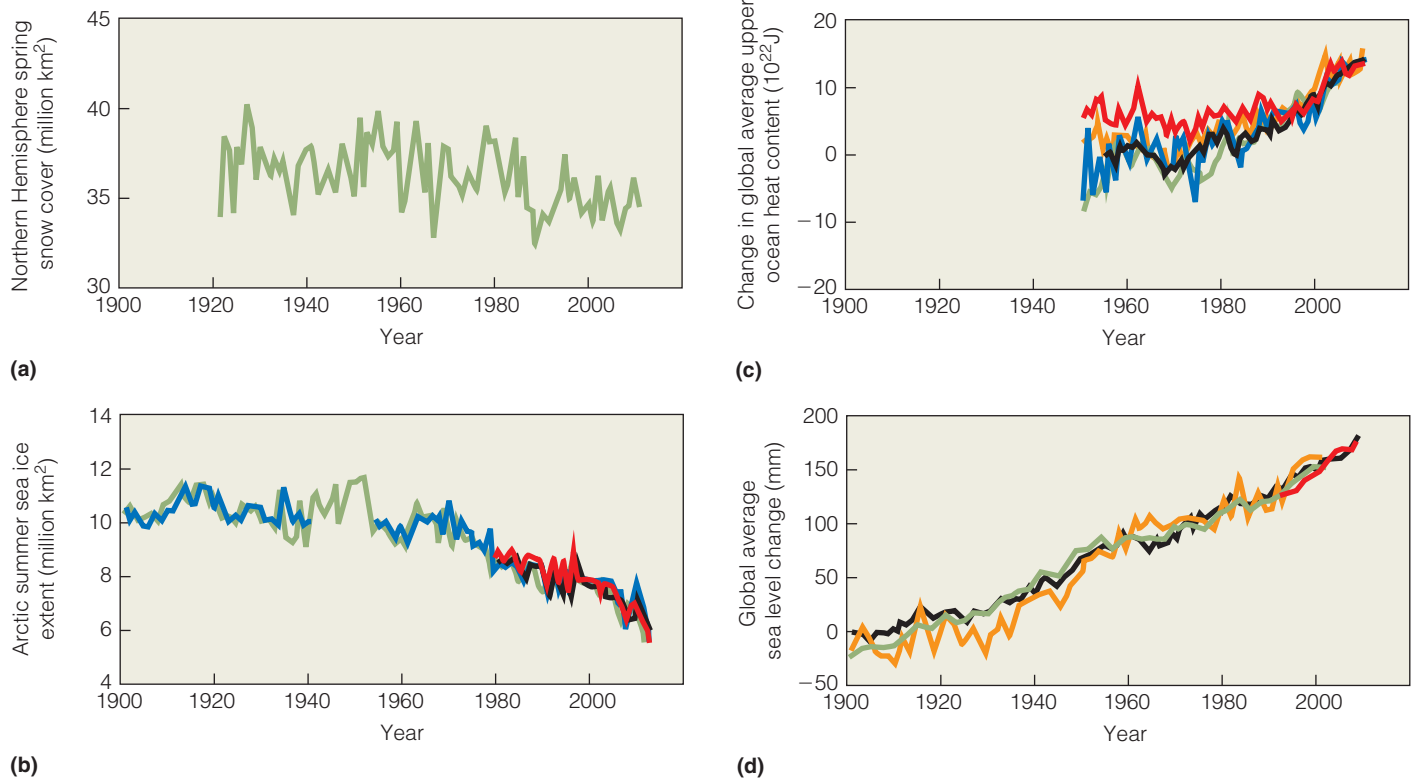 Northern Hemisphere spring
snow cover (million km²)
45
40
35
30
1900 1920 1940 1960 1980 2000
Year
(a)
Change in global average upper
ocean heat content (10²²J)
20
10
0
−10
−20
1900 1920 1940 1960 1980 2000
Year
(c)
Arctic summer sea ice
extent (million km²)
14
12
10
8
6
4
1900 1920 1940 1960 1980 2000
Year
(b)
Global average
sea level change (mm)
200
150
100
50
0
−50
1900 1920 1940 1960 1980 2000
Year
(d)